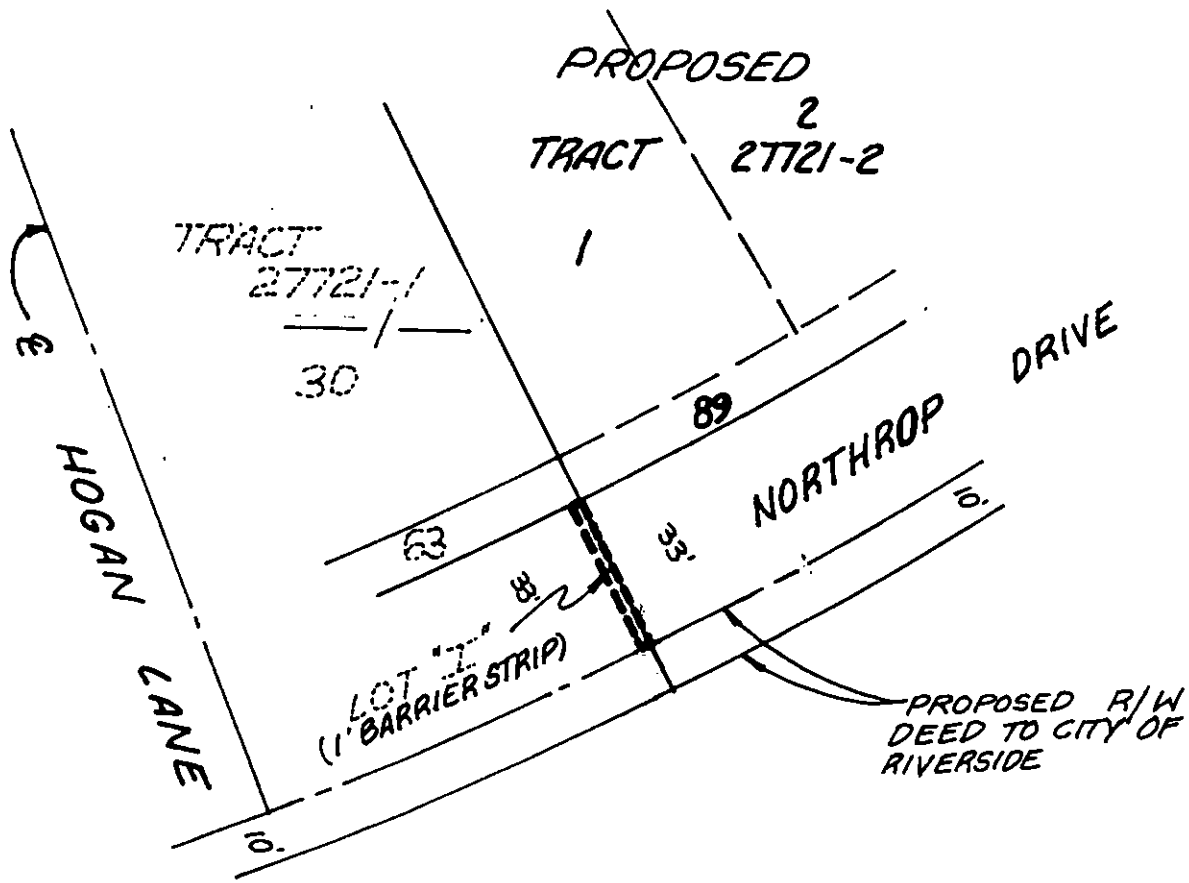 PROPOSED
2
TRACT 27721-2
1
TRACT
27721-1
30
℄ HOGAN LANE
89
63
NORTHROP DRIVE
33'
33'
10'
LOT "I"
(1' BARRIER STRIP)
10'
PROPOSED R/W
DEED TO CITY OF
RIVERSIDE